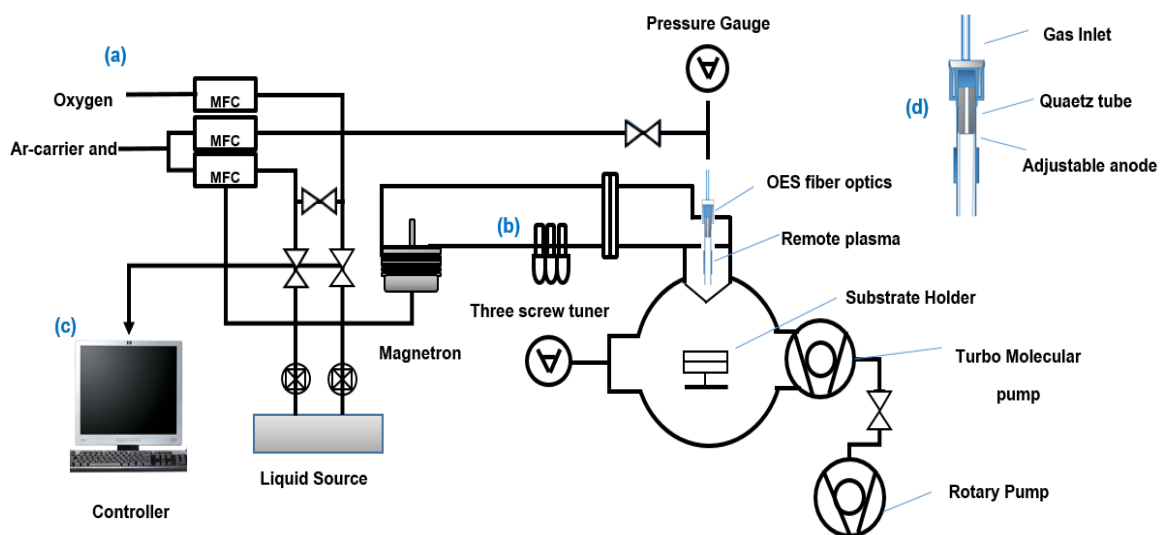 Pressure Gauge
(a)
Gas Inlet
Oxygen
MFC
Quaetz tube
(d)
MFC
Ar-carrier and
Adjustable anode
MFC
OES fiber optics
(b)
Remote plasma
Substrate Holder
Three screw tuner
(c)
Magnetron
Turbo Molecular
pump
Liquid Source
Rotary Pump
Controller